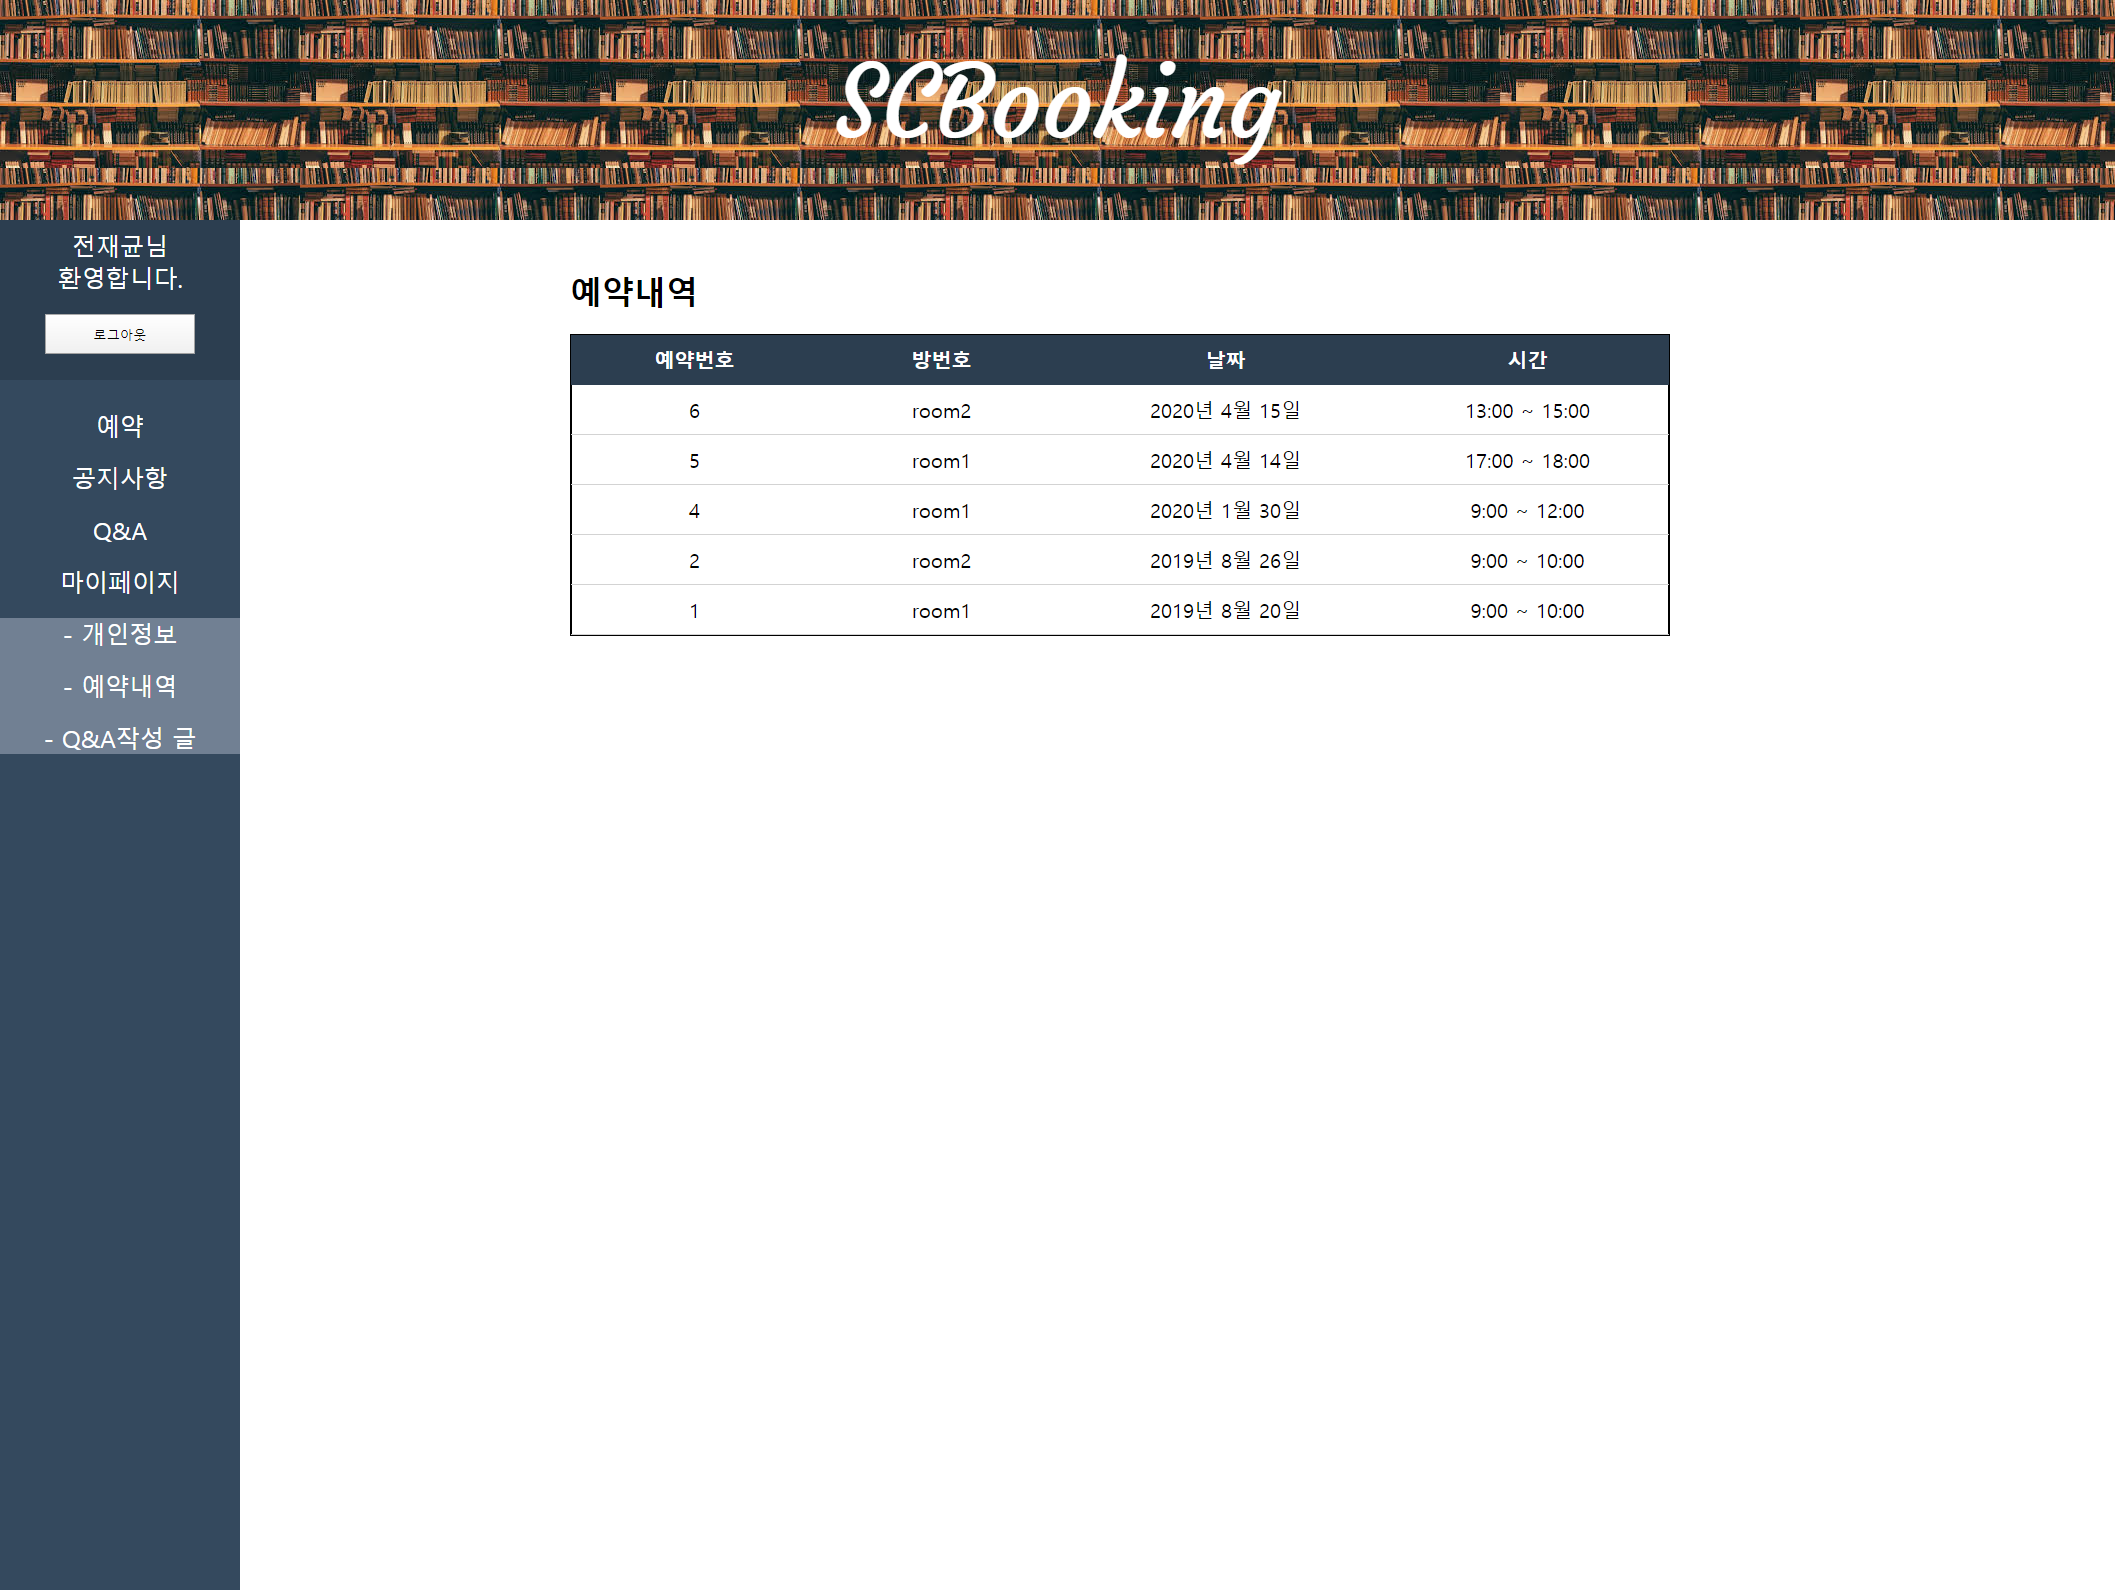 SCBooking
전재균님
환영합니다.
로그아웃
예약
공지사항
Q&A
마이페이지
- 개인정보
- 예약내역
- Q&A작성 글
예약내역
예약번호 방번호 날짜 시간
6 room2 2020년 4월 15일 13:00 ~ 15:00
5 room1 2020년 4월 14일 17:00 ~ 18:00
4 room1 2020년 1월 30일 9:00 ~ 12:00
2 room2 2019년 8월 26일 9:00 ~ 10:00
1 room1 2019년 8월 20일 9:00 ~ 10:00